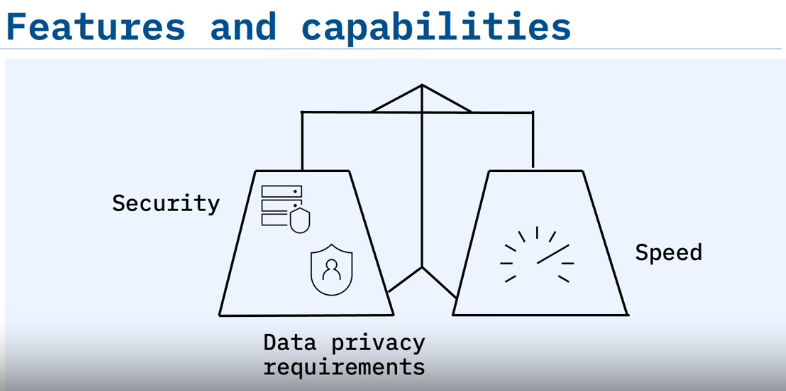 Features and capabilities
Security
Speed
Data privacy
requirements